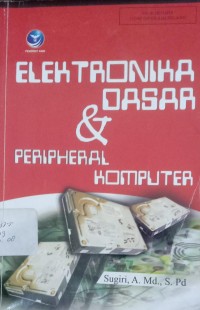 ELEKTRONIKA
DASAR
&
PERIPHERAL
KOMPUTER
Sugiri, A. Md., S. Pd